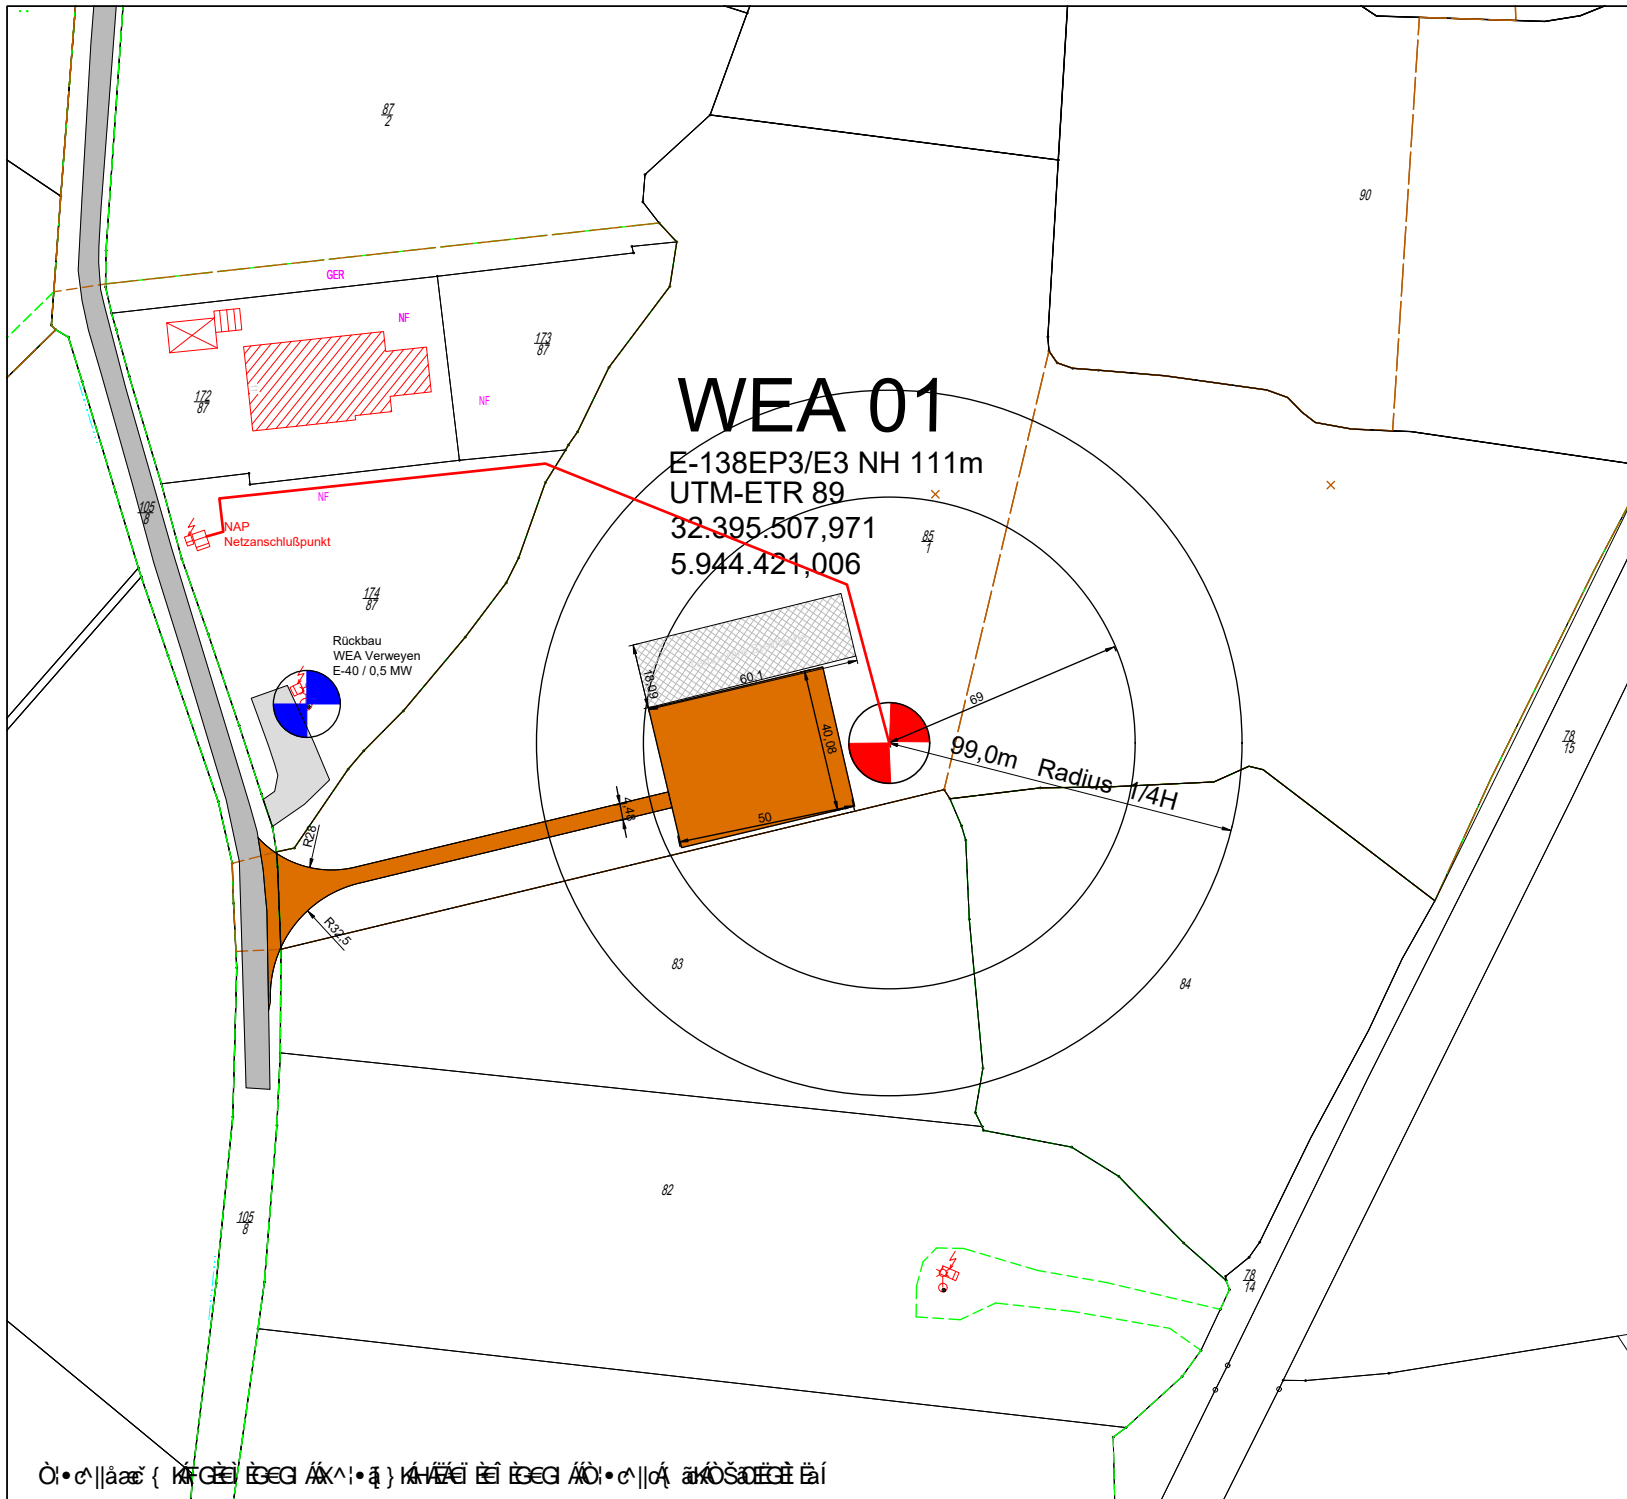 87
2
90
GER
NF
173
87
172
87
NF
WEA 01
E-138EP3/E3 NH 111m
UTM-ETR 89
32.395.507,971
5.944.421,006
NF
105
8
NAP
Netzanschlußpunkt
85
1
174
87
Rückbau
WEA Verweyen
E-40 / 0,5 MW
18,09
60,1
69
40,08
99,0m Radius 1/4H
78
15
4,48
50
R28
R32,5
83
84
82
105
8
78
14